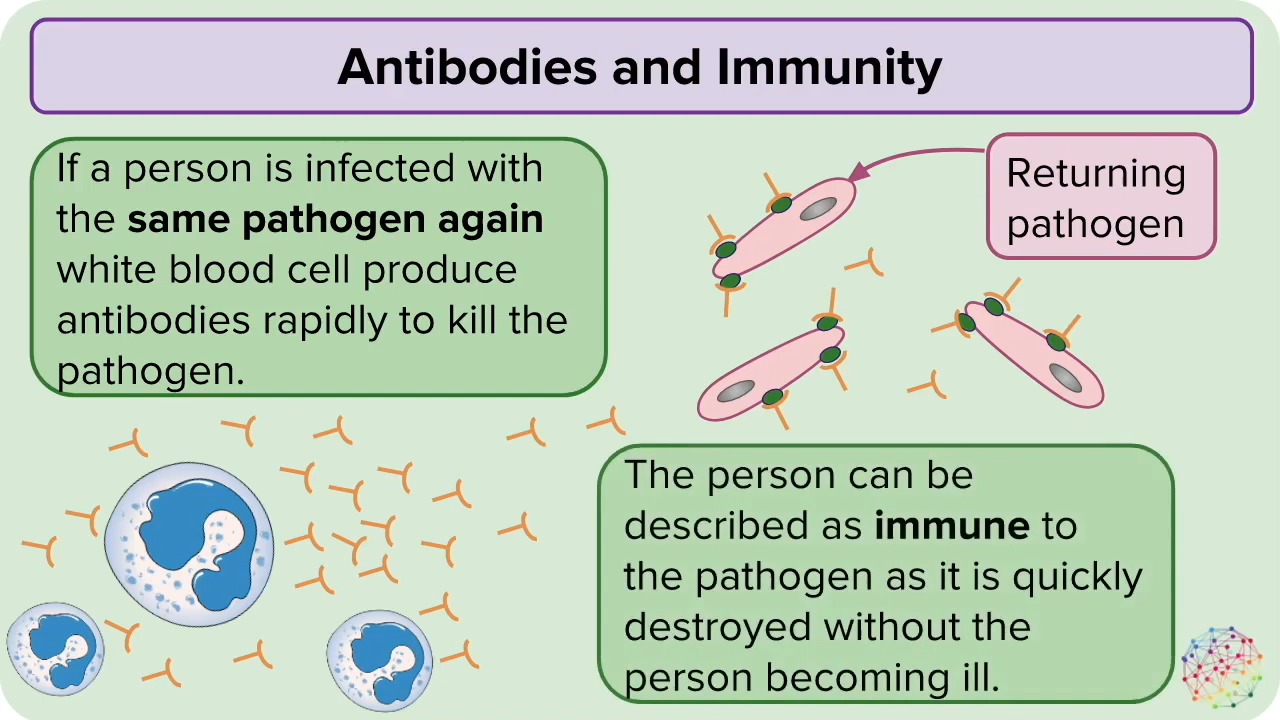 Antibodies and Immunity
If a person is infected with
the same pathogen again
white blood cell produce
antibodies rapidly to kill the
pathogen.
Returning
pathogen
The person can be
described as immune to
the pathogen as it is quickly
destroyed without the
person becoming ill.